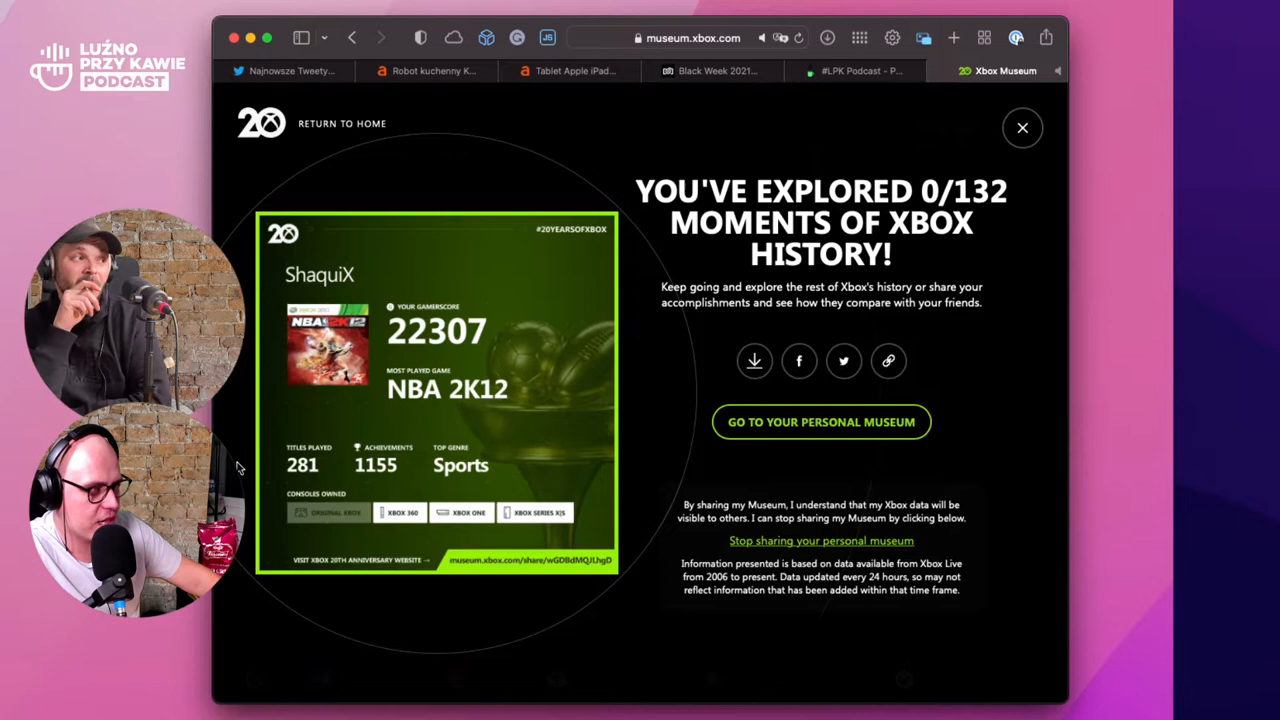 LUŹNO
PRZY KAWIE
PODCAST
museum.xbox.com
Najnowsze Tweety...
Robot kuchenny K...
Tablet Apple iPad...
Black Week 2021...
#LPK Podcast - P...
20 Xbox Museum
20 RETURN TO HOME
YOU'VE EXPLORED 0/132
MOMENTS OF XBOX
HISTORY!
Keep going and explore the rest of Xbox's history or share your
accomplishments and see how they compare with your friends.
GO TO YOUR PERSONAL MUSEUM
By sharing my Museum, I understand that my Xbox data will be
visible to others. I can stop sharing my Museum by clicking below.
Stop sharing your personal museum
Information presented is based on data available from Xbox Live
from 2006 to present. Data updated every 24 hours, so may not
reflect information that has been added within that time frame.
20 #20YEARSOFXBOX
ShaquiX
NBA 2K12
YOUR GAMERSCORE
22307
MOST PLAYED GAME
NBA 2K12
TITLES PLAYED ACHIEVEMENTS TOP GENRE
281 1155 Sports
CONSOLES OWNED
ORIGINAL XBOX XBOX 360 XBOX ONE XBOX SERIES X|S
VISIT XBOX 20TH ANNIVERSARY WEBSITE → museum.xbox.com/share/wGDBdMQJLhgD